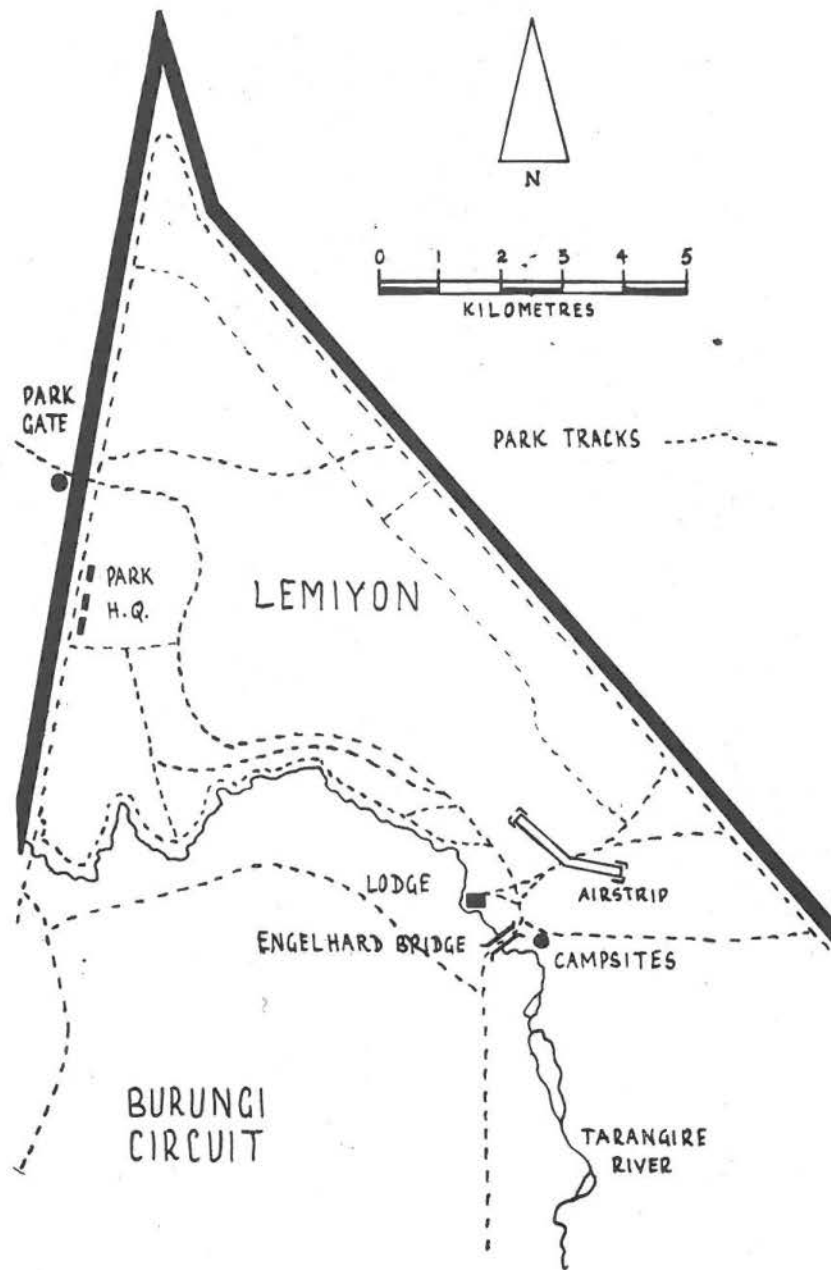 N
0 1 2 3 4 5
KILOMETRES
PARK
GATE
PARK TRACKS
PARK
H.Q.
LEMIYON
LODGE
AIRSTRIP
ENGELHARD BRIDGE
CAMPSITES
BURUNGI
CIRCUIT
TARANGIRE
RIVER